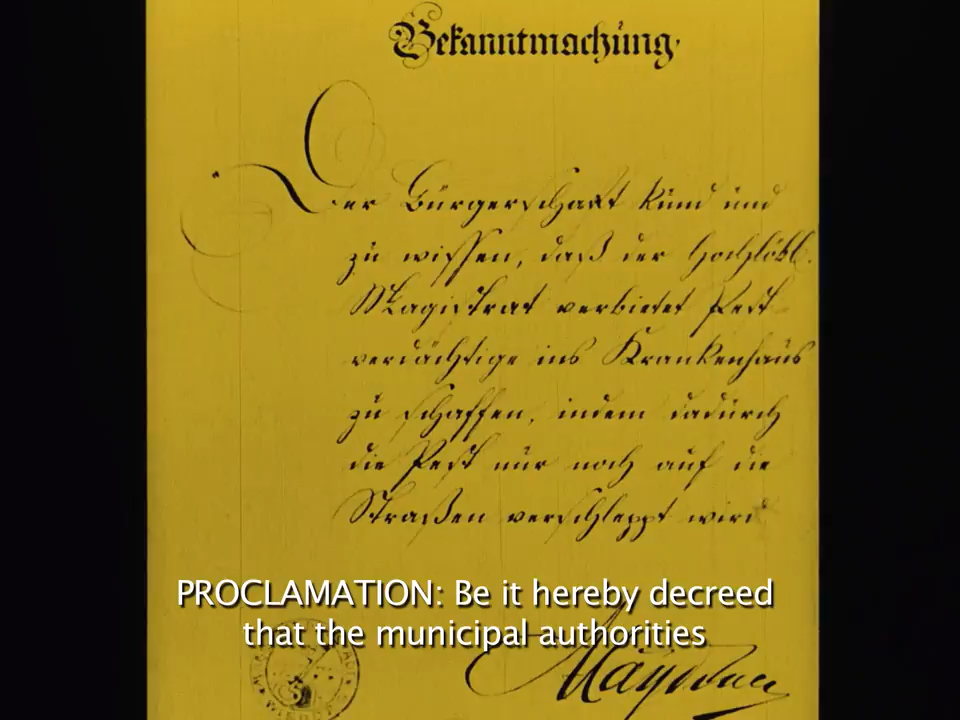 Bekanntmachung.
Der Bürgerschaft kund und
zu wissen, daß der hochlöbl.
Magistrat verbietet Pest-
verdächtige ins Krankenhaus
zu schaffen, indem dadurch
die Pest nur noch auf die
Straßen verschleppt wird
PROCLAMATION: Be it hereby decreed
that the municipal authorities